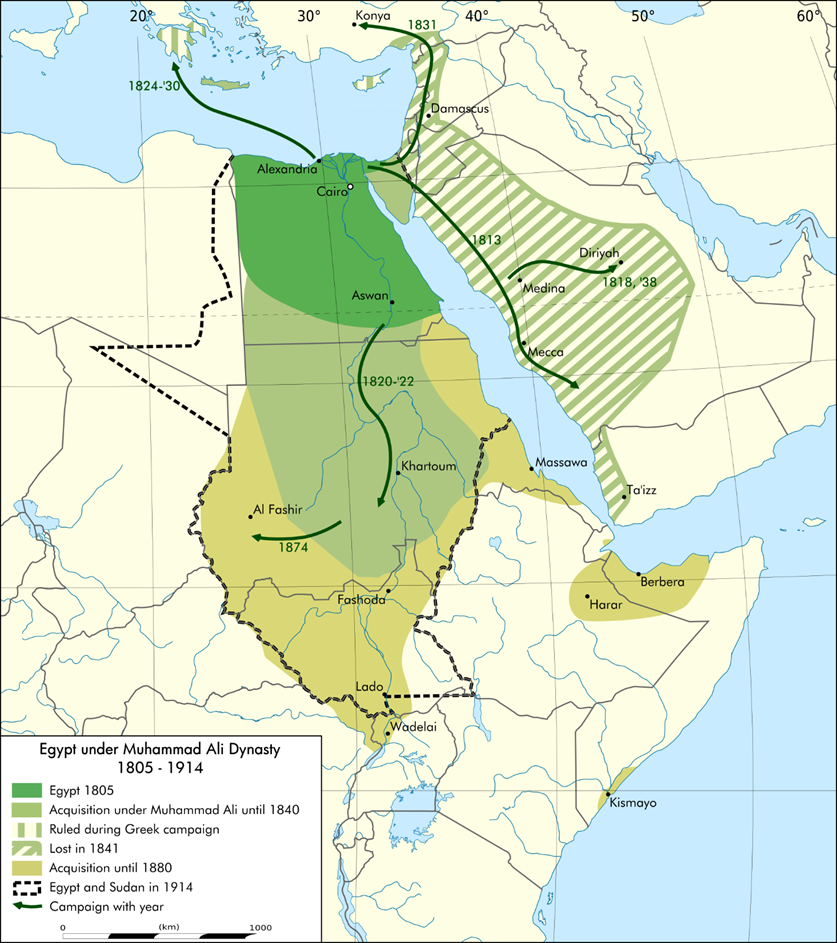 20°
30°
40°
50°
60°
Konya
1831
1824-'30
Damascus
Alexandria
Cairo
1813
Diriyah
1818, '38
Medina
Aswan
Mecca
1820-'22
Khartoum
Massawa
Ta'izz
Al Fashir
1874
Berbera
Harar
Fashoda
Lado
Wadelai
Kismayo
Egypt under Muhammad Ali Dynasty
1805 - 1914
Egypt 1805
Acquisition under Muhammad Ali until 1840
Ruled during Greek campaign
Lost in 1841
Acquisition until 1880
Egypt and Sudan in 1914
Campaign with year
0 (km) 1000